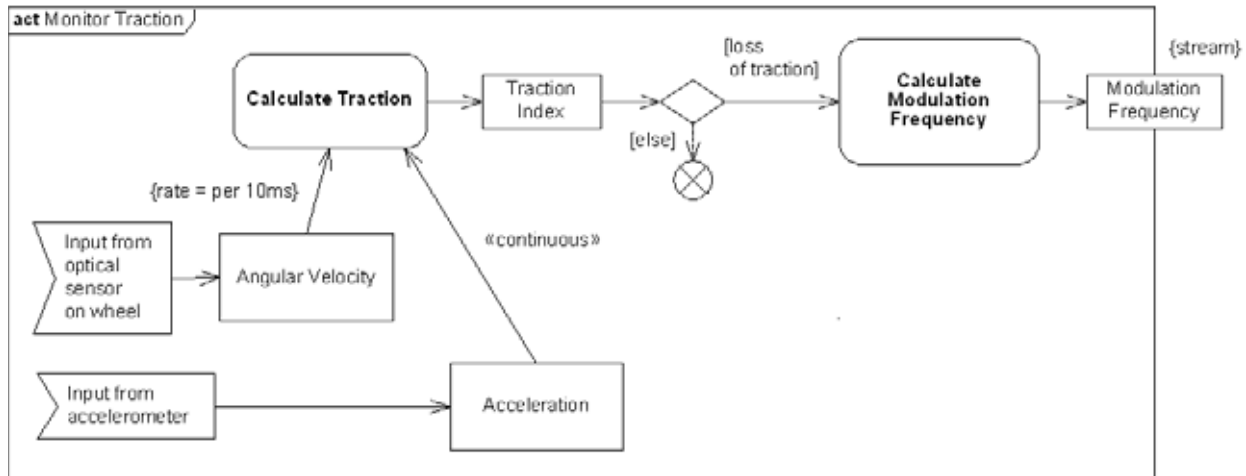 act Monitor Traction
[loss
of traction]
{stream}
Calculate Traction
Traction
Index
Calculate
Modulation
Frequency
Modulation
Frequency
[else]
{rate = per 10ms}
Input from
optical
sensor
on wheel
Angular Velocity
«continuous»
Input from
accelerometer
Acceleration